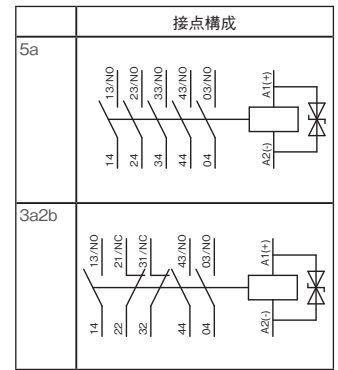 接点構成
5a
13/NO 23/NO 33/NO 43/NO 03/NO A1(+)
14 24 34 44 04 A2(-)
3a2b
13/NO 21/NC 31/NC 43/NO 03/NO A1(+)
14 22 32 44 04 A2(-)